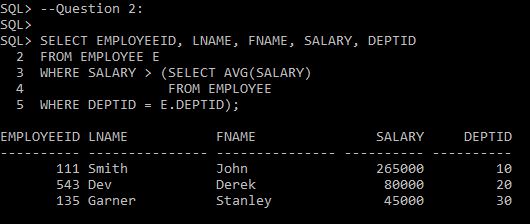 SQL> --Question 2:
SQL>
SQL> SELECT EMPLOYEEID, LNAME, FNAME, SALARY, DEPTID
  2  FROM EMPLOYEE E
  3  WHERE SALARY > (SELECT AVG(SALARY)
  4                  FROM EMPLOYEE
  5  WHERE DEPTID = E.DEPTID);

EMPLOYEEID LNAME           FNAME               SALARY     DEPTID
---------- --------------- --------------- ---------- ----------
       111 Smith           John                265000         10
       543 Dev             Derek                80000         20
       135 Garner          Stanley              45000         30